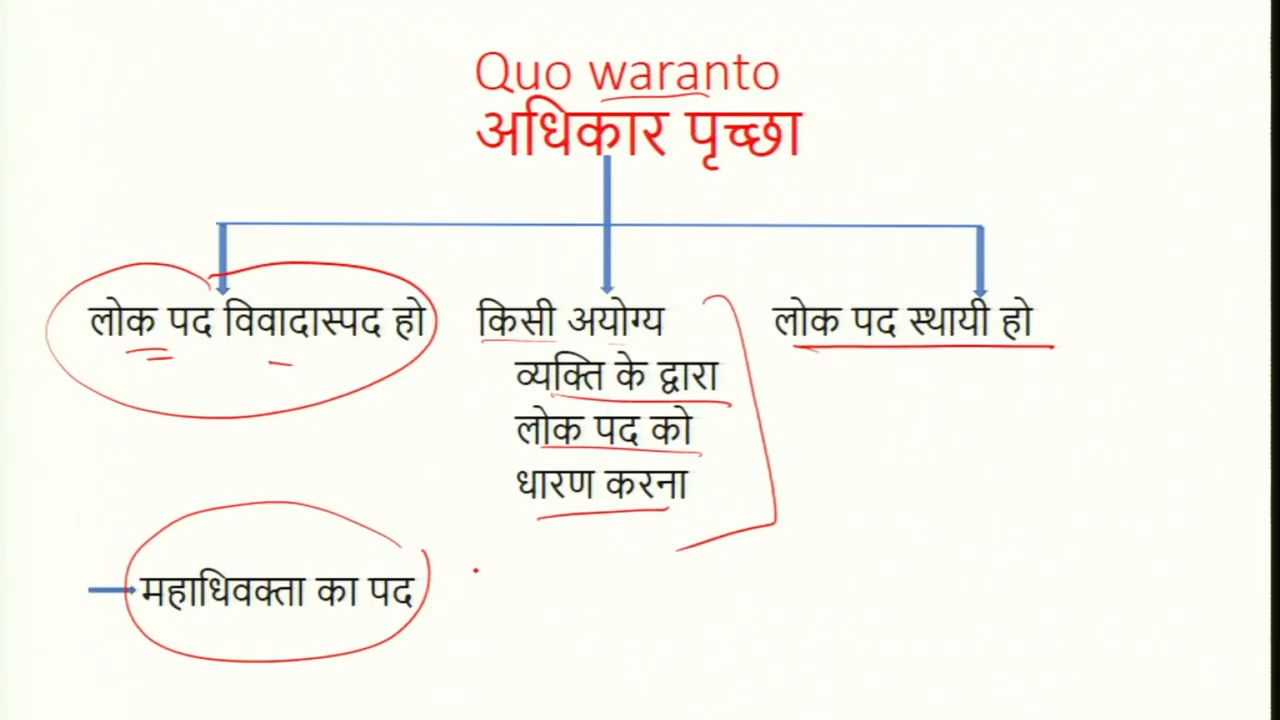 Quo waranto
अधिकार पृच्छा
लोक पद विवादास्पद हो
किसी अयोग्य
व्यक्ति के द्वारा
लोक पद को
धारण करना
लोक पद स्थायी हो
महाधिवक्ता का पद